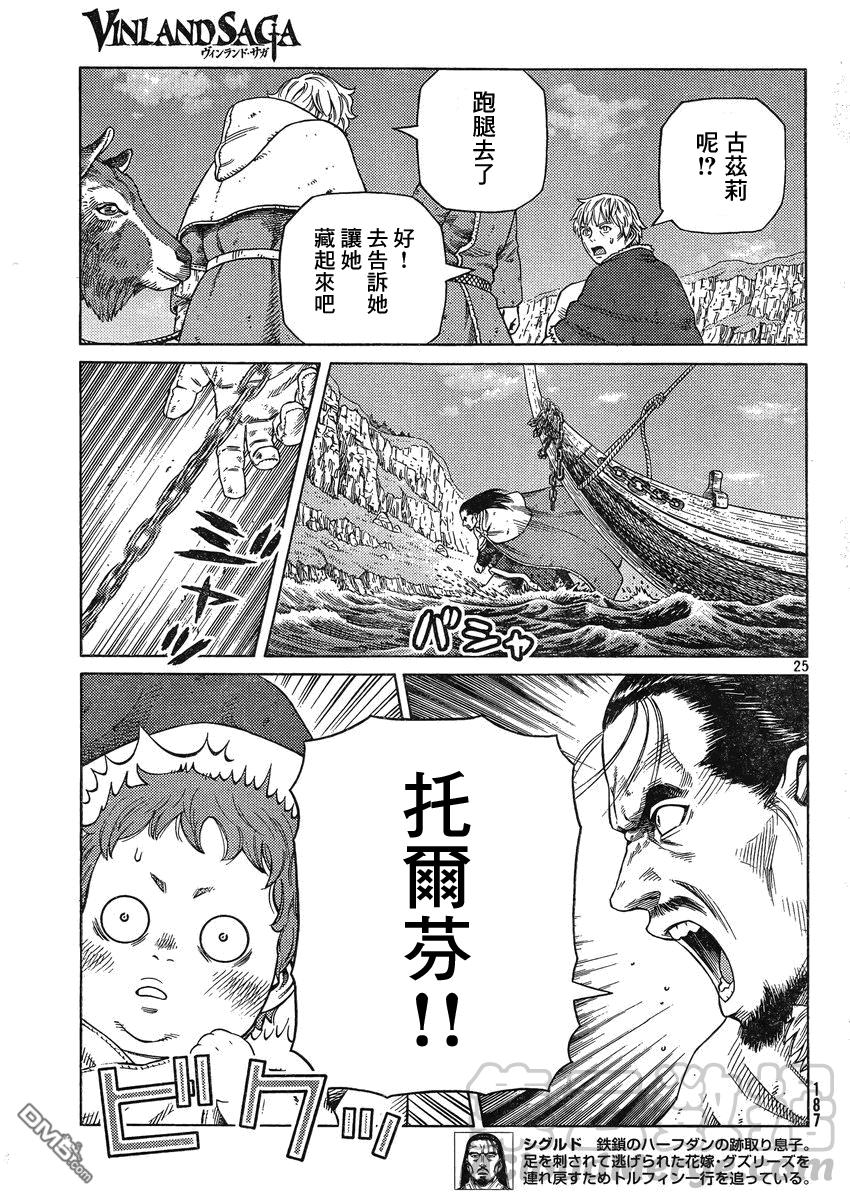 VINLAND SAGA
ヴィンランド・サガ
古茲莉
呢!?
跑腿去了
好!
去告訴她
讓她
藏起來吧
バシャ
25
托爾芬!!
ビクッ
187
シグルド 鉄鎖のハーフダンの跡取り息子。
足を刺されて逃げられた花嫁・グズリーズを
連れ戻すためトルフィン一行を追っている。